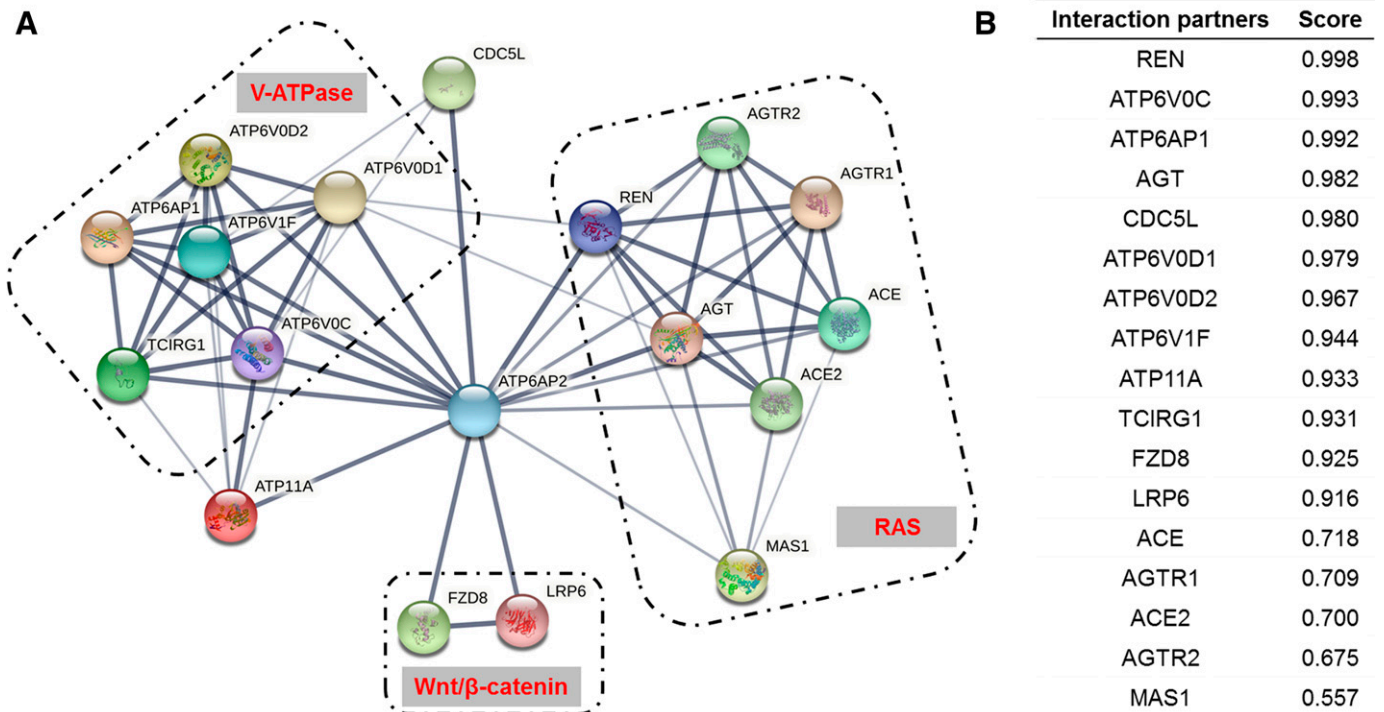 A
CDC5L
V-ATPase
ATP6V0D2
ATP6V0D1
ATP6AP1
ATP6V1F
ATP6V0C
TCIRG1
ATP11A
ATP6AP2
AGTR2
AGTR1
REN
AGT
ACE
ACE2
MAS1
RAS
FZD8
LRP6
Wnt/β-catenin
B
Interaction partners Score
REN 0.998
ATP6V0C 0.993
ATP6AP1 0.992
AGT 0.982
CDC5L 0.980
ATP6V0D1 0.979
ATP6V0D2 0.967
ATP6V1F 0.944
ATP11A 0.933
TCIRG1 0.931
FZD8 0.925
LRP6 0.916
ACE 0.718
AGTR1 0.709
ACE2 0.700
AGTR2 0.675
MAS1 0.557